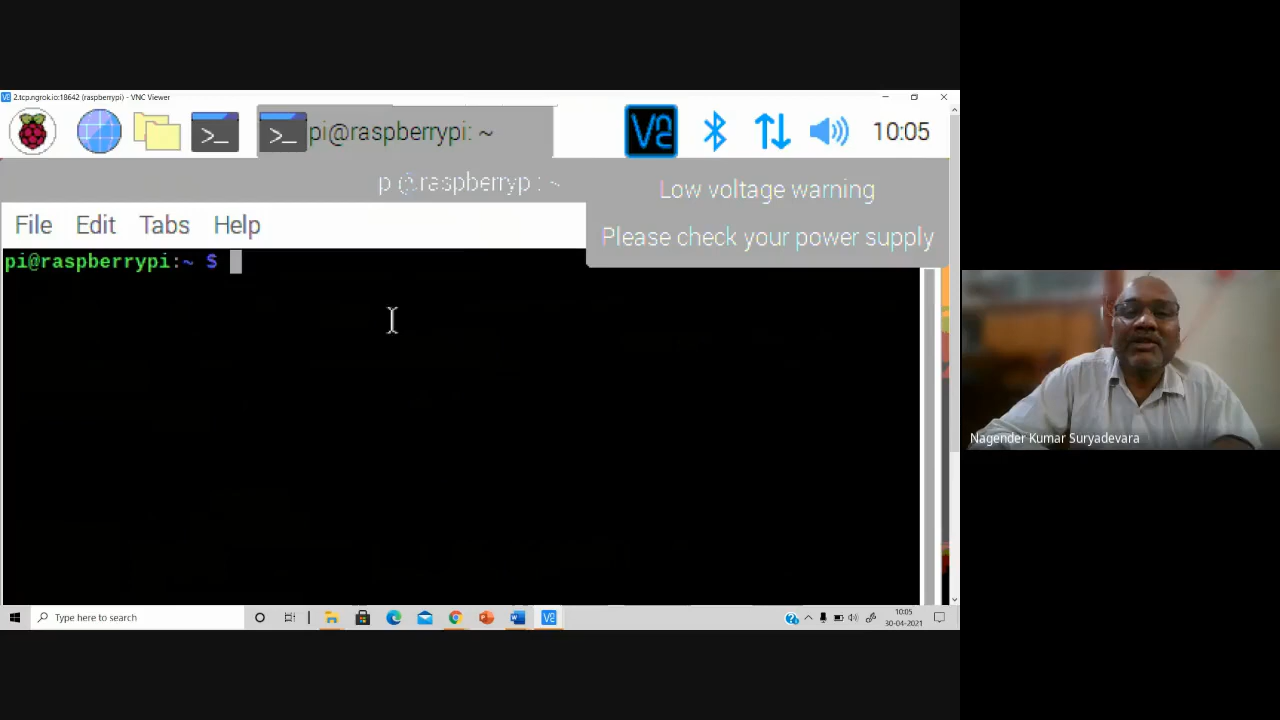 2.tcp.ngrok.io:18642 (raspberrypi) - VNC Viewer
pi@raspberrypi: ~
10:05
p @raspberryp : ~
Low voltage warning
Please check your power supply
File Edit Tabs Help
pi@raspberrypi:~ $
Nagender Kumar Suryadevara
Type here to search
10:05
30-04-2021